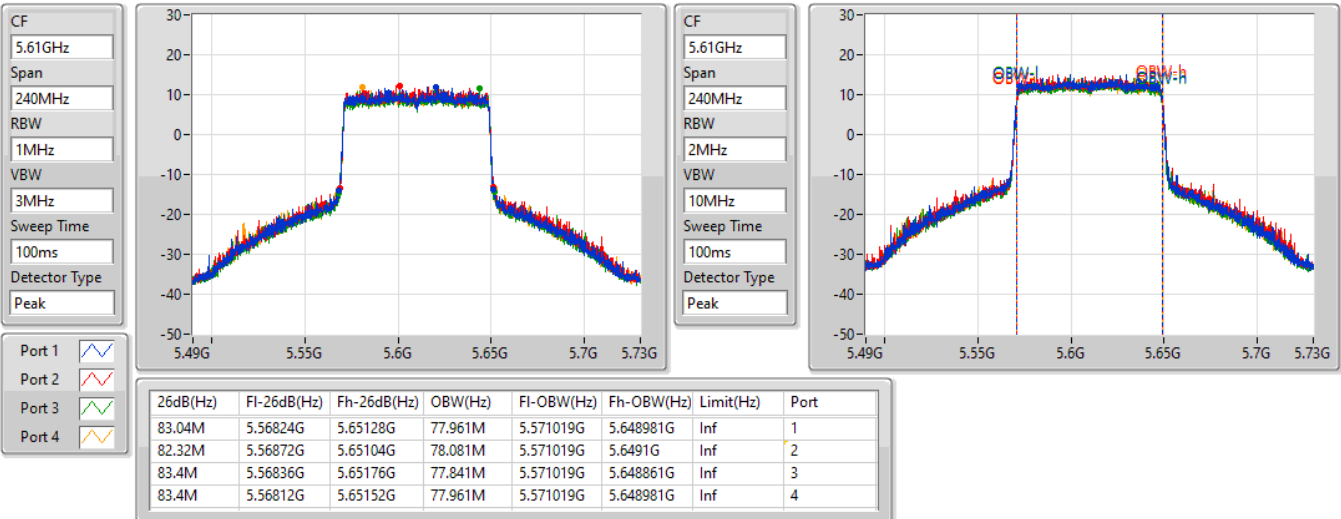 CF
5.61GHz
Span
240MHz
RBW
1MHz
VBW
3MHz
Sweep Time
100ms
Detector Type
Peak
Port 1
Port 2
Port 3
Port 4
30
20
10
0
-10
-20
-30
-40
-50
5.49G 5.55G 5.6G 5.65G 5.7G 5.73G
CF
5.61GHz
Span
240MHz
RBW
2MHz
VBW
10MHz
Sweep Time
100ms
Detector Type
Peak
30
20
10
0
-10
-20
-30
-40
-50
OBW-l OBW-h
5.49G 5.55G 5.6G 5.65G 5.7G 5.73G
26dB(Hz) Fl-26dB(Hz) Fh-26dB(Hz) OBW(Hz) Fl-OBW(Hz) Fh-OBW(Hz) Limit(Hz) Port
83.04M 5.56824G 5.65128G 77.961M 5.571019G 5.648981G Inf 1
82.32M 5.56872G 5.65104G 78.081M 5.571019G 5.6491G Inf 2
83.4M 5.56836G 5.65176G 77.841M 5.571019G 5.648861G Inf 3
83.4M 5.56812G 5.65152G 77.961M 5.571019G 5.648981G Inf 4